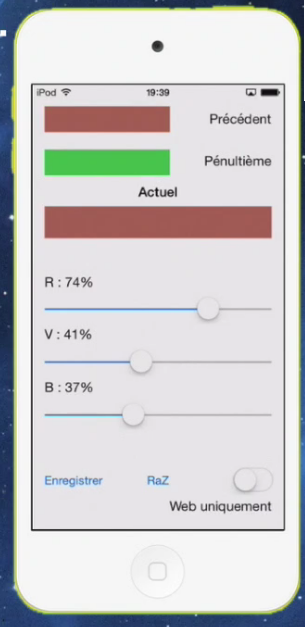 iPod 19:39
Précédent
Pénultième
Actuel
R : 74%
V : 41%
B : 37%
Enregistrer RaZ
Web uniquement